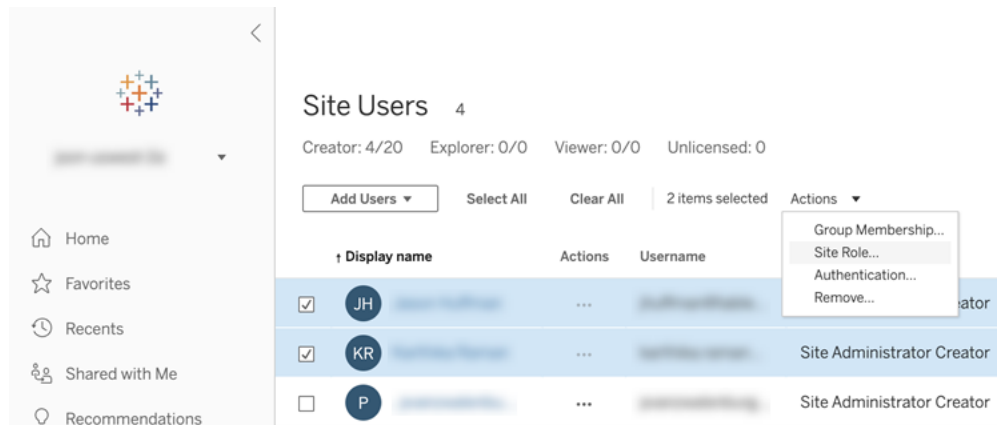 Site Users 4
Creator: 4/20 Explorer: 0/0 Viewer: 0/0 Unlicensed: 0
Add Users Select All Clear All 2 items selected Actions
Group Membership...
Site Role...
Authentication...
Remove...
Home
Favorites
Recents
Shared with Me
Recommendations
↑ Display name Actions Username
JH ... eator
KR ... Site Administrator Creator
P ... Site Administrator Creator